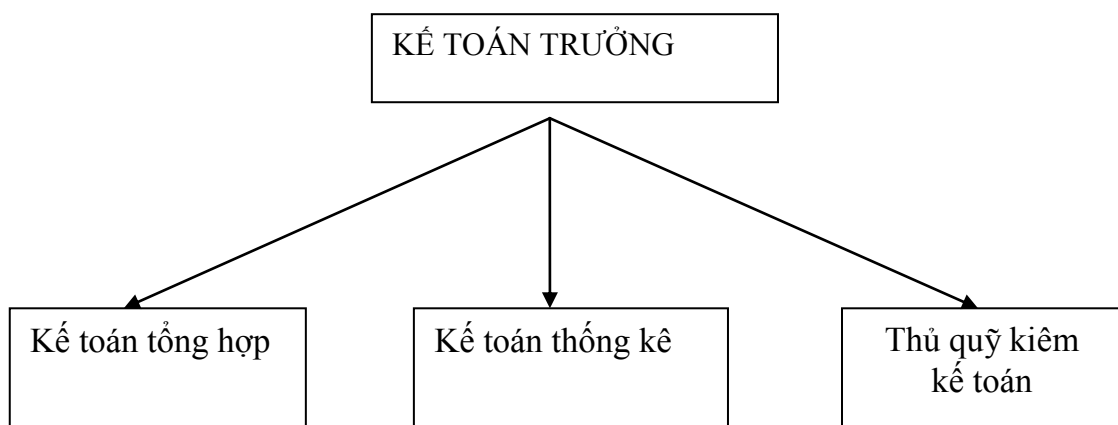 KẾ TOÁN TRƯỞNG
Kế toán tổng hợp
Kế toán thống kê
Thủ quỹ kiêm
kế toán